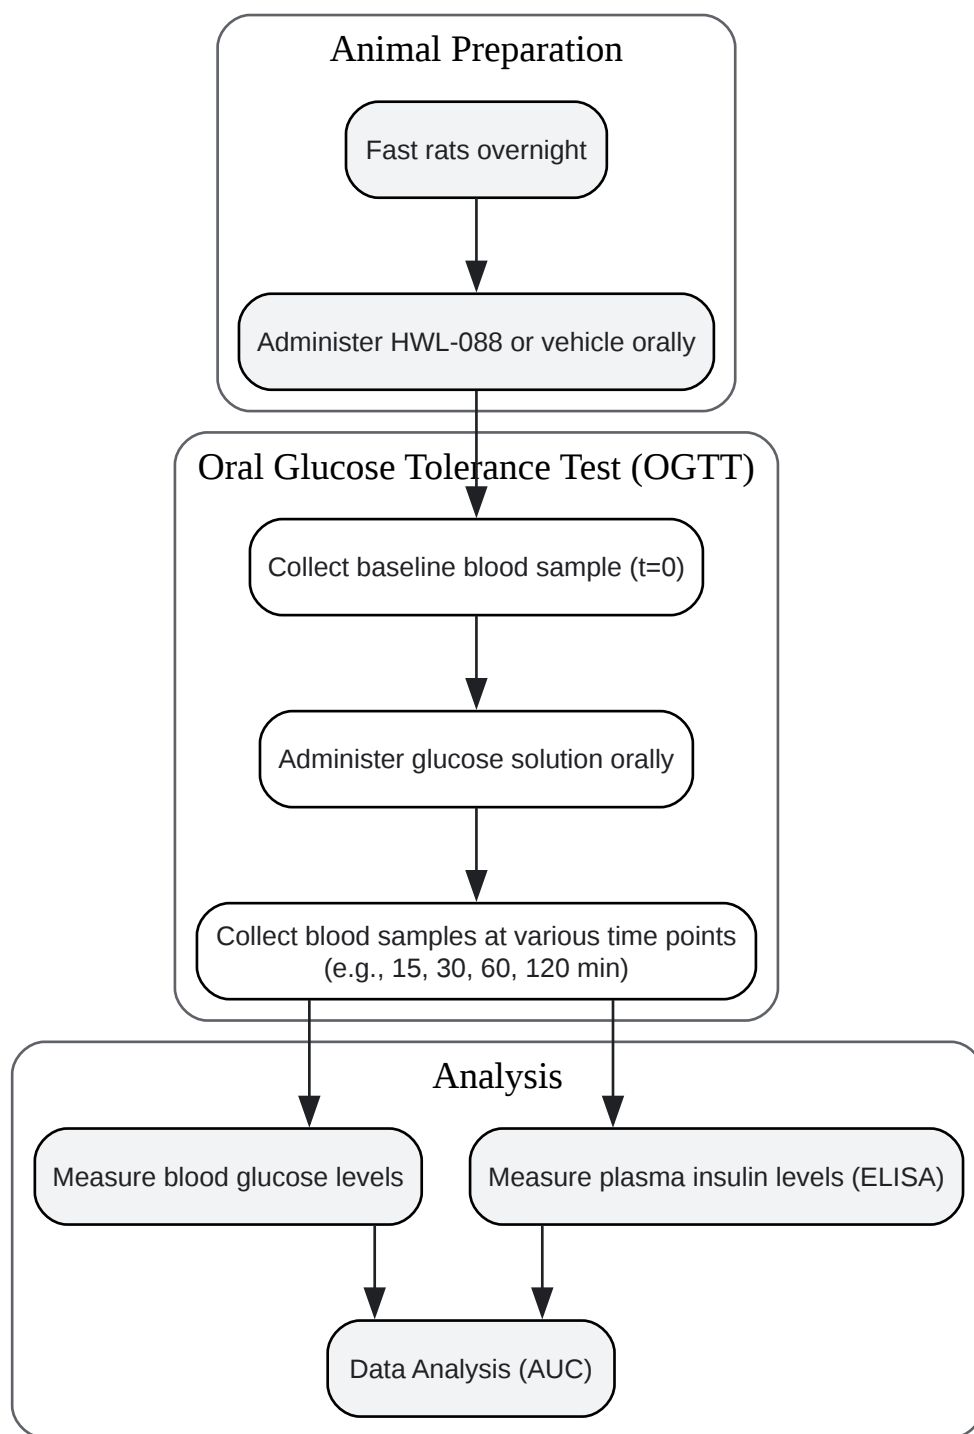 Animal Preparation
Fast rats overnight
Administer HWL-088 or vehicle orally
Oral Glucose Tolerance Test (OGTT)
Collect baseline blood sample (t=0)
Administer glucose solution orally
Collect blood samples at various time points
(e.g., 15, 30, 60, 120 min)
Analysis
Measure blood glucose levels
Measure plasma insulin levels (ELISA)
Data Analysis (AUC)